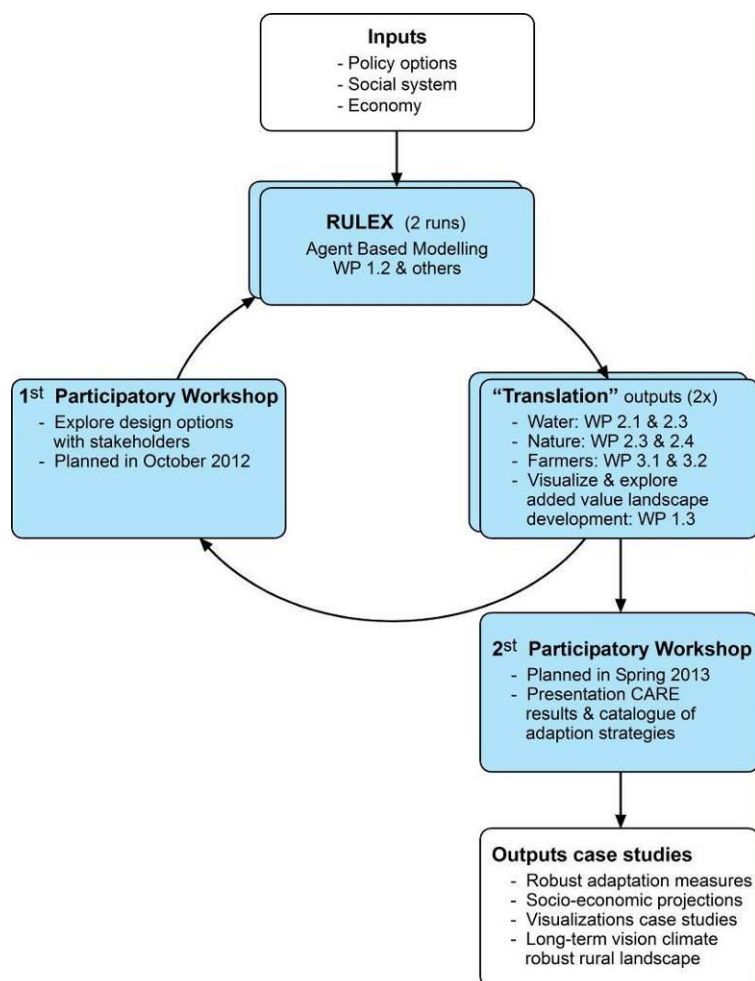 Inputs
- Policy options
- Social system
- Economy
RULEX (2 runs)
Agent Based Modelling
WP 1.2 & others
1st Participatory Workshop
- Explore design options
with stakeholders
- Planned in October 2012
“Translation” outputs (2x)
- Water: WP 2.1 & 2.3
- Nature: WP 2.3 & 2.4
- Farmers: WP 3.1 & 3.2
- Visualize & explore
added value landscape
development: WP 1.3
2st Participatory Workshop
- Planned in Spring 2013
- Presentation CARE
results & catalogue of
adaption strategies
Outputs case studies
- Robust adaptation measures
- Socio-economic projections
- Visualizations case studies
- Long-term vision climate
robust rural landscape